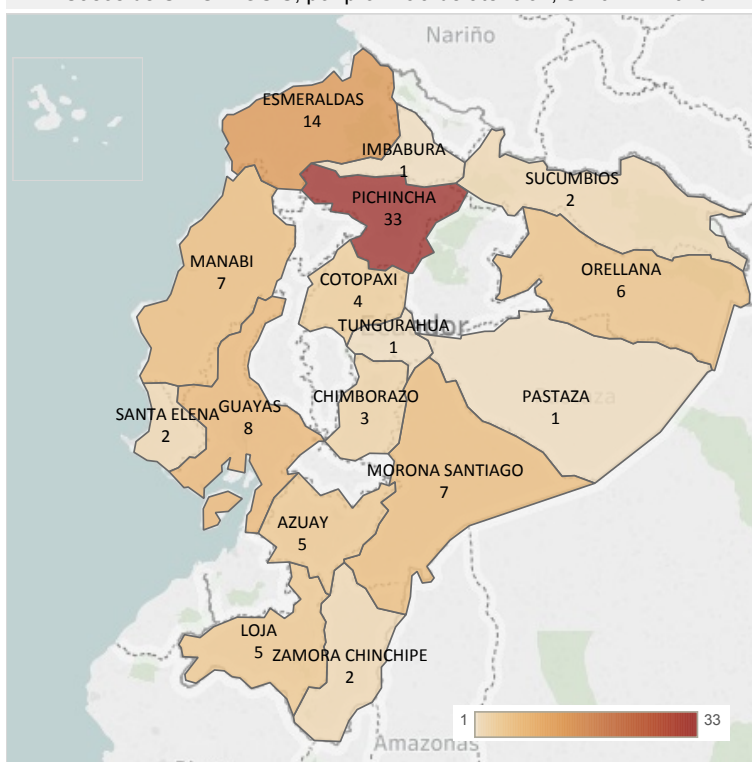 Nariño
ESMERALDAS
14
IMBABURA
1
SUCUMBIOS
2
PICHINCHA
33
MANABI
7
ORELLANA
6
COTOPAXI
4
TUNGURAHUA
1
CHIMBORAZO
3
PASTAZA
1
SANTA ELENA
2
GUAYAS
8
MORONA SANTIAGO
7
AZUAY
5
LOJA
5
ZAMORA CHINCHIPE
2
1 33
Amazonas